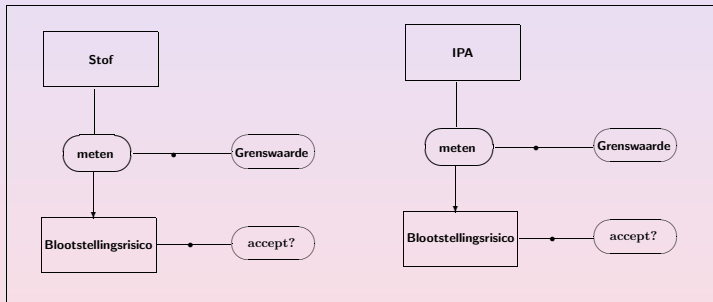 Stof
meten
Grenswaarde
Blootstellingsrisico
accept?
IPA
meten
Grenswaarde
Blootstellingsrisico
accept?